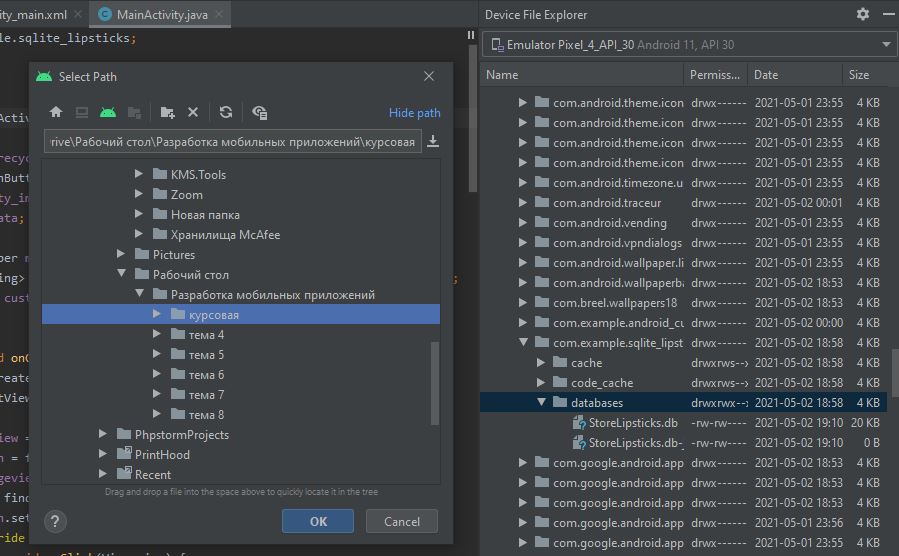 ity_main.xml
MainActivity.java
le.sqlite_lipsticks;
Select Path
Hide path
rive\Рабочий стол\Разработка мобильных приложений\курсовая
KMS.Tools
Zoom
Новая папка
Хранилища McAfee
Pictures
Рабочий стол
Разработка мобильных приложений
курсовая
тема 4
тема 5
тема 6
тема 7
тема 8
PhpstormProjects
PrintHood
Recent
Drag and drop a file into the space above to quickly locate it in the tree
?
OK
Cancel
Device File Explorer
Emulator Pixel_4_API_30 Android 11, API 30
Name Permiss... Date Size
com.android.theme.icon drwx------ 2021-05-01 23:55 4 KB
com.android.theme.icon drwx------ 2021-05-01 23:55 4 KB
com.android.theme.icon drwx------ 2021-05-01 23:55 4 KB
com.android.theme.icon drwx------ 2021-05-01 23:55 4 KB
com.android.timezone.u drwx------ 2021-05-01 23:55 4 KB
com.android.traceur drwx------ 2021-05-02 00:01 4 KB
com.android.vending drwx------ 2021-05-01 23:55 4 KB
com.android.vpndialogs drwx------ 2021-05-01 23:55 4 KB
com.android.wallpaper.li drwx------ 2021-05-01 23:55 4 KB
com.android.wallpaperba drwx------ 2021-05-02 18:53 4 KB
com.breel.wallpapers18 drwx------ 2021-05-02 18:53 4 KB
com.example.android_cu drwx------ 2021-05-02 00:00 4 KB
com.example.sqlite_lipst drwx------ 2021-05-02 18:58 4 KB
cache drwxrws--x 2021-05-02 18:58 4 KB
code_cache drwxrws--x 2021-05-02 18:58 4 KB
databases drwxrwx--x 2021-05-02 18:58 4 KB
StoreLipsticks.db -rw-rw---- 2021-05-02 19:10 20 KB
StoreLipsticks.db- -rw-rw---- 2021-05-02 19:10 0 B
com.google.android.app drwx------ 2021-05-02 18:53 4 KB
com.google.android.app drwx------ 2021-05-02 18:53 4 KB
com.google.android.app drwx------ 2021-05-02 18:53 4 KB
com.google.android.app drwx------ 2021-05-01 23:56 4 KB
com.google.android.app drwx------ 2021-05-02 18:53 4 KB